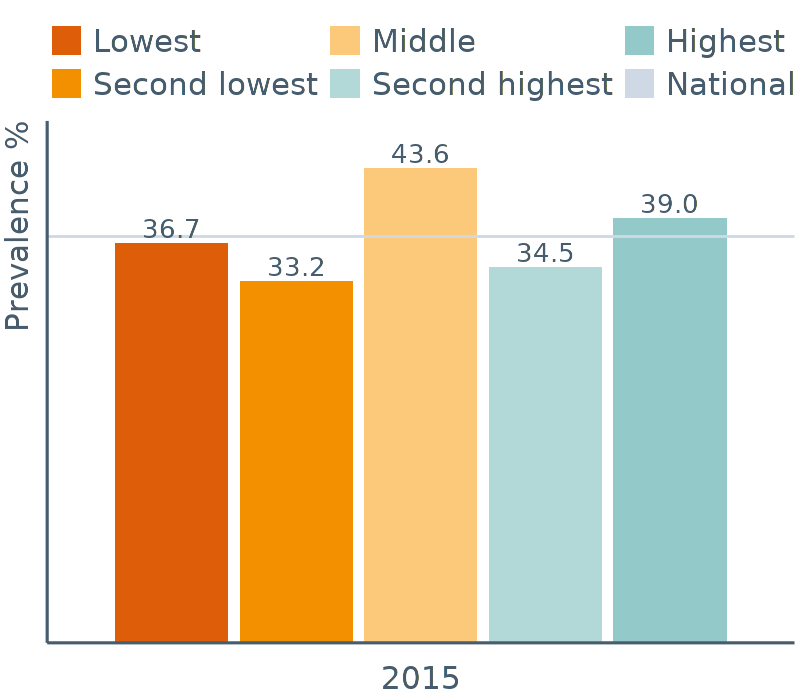 Lowest Middle Highest
Second lowest Second highest National
Prevalence %
43.6
39.0
36.7
34.5
33.2
2015